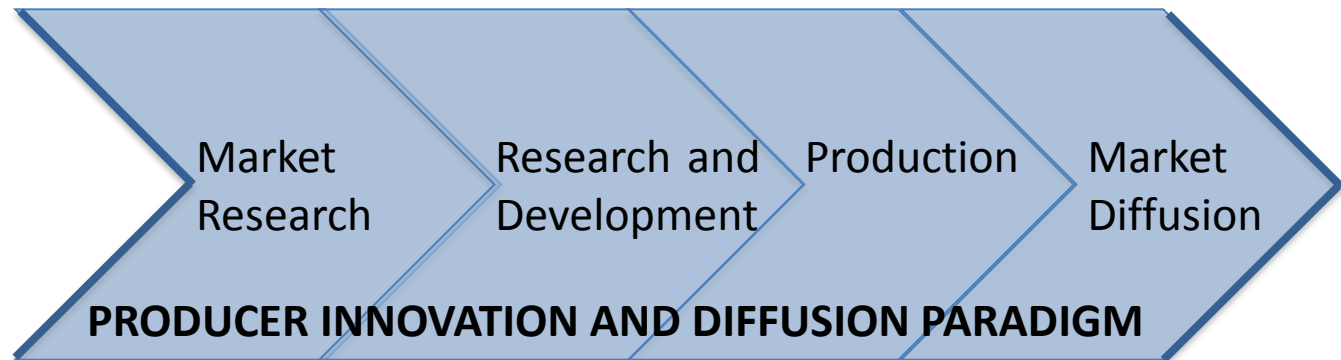 Market
Research
Research and
Development
Production
Market
Diffusion
PRODUCER INNOVATION AND DIFFUSION PARADIGM